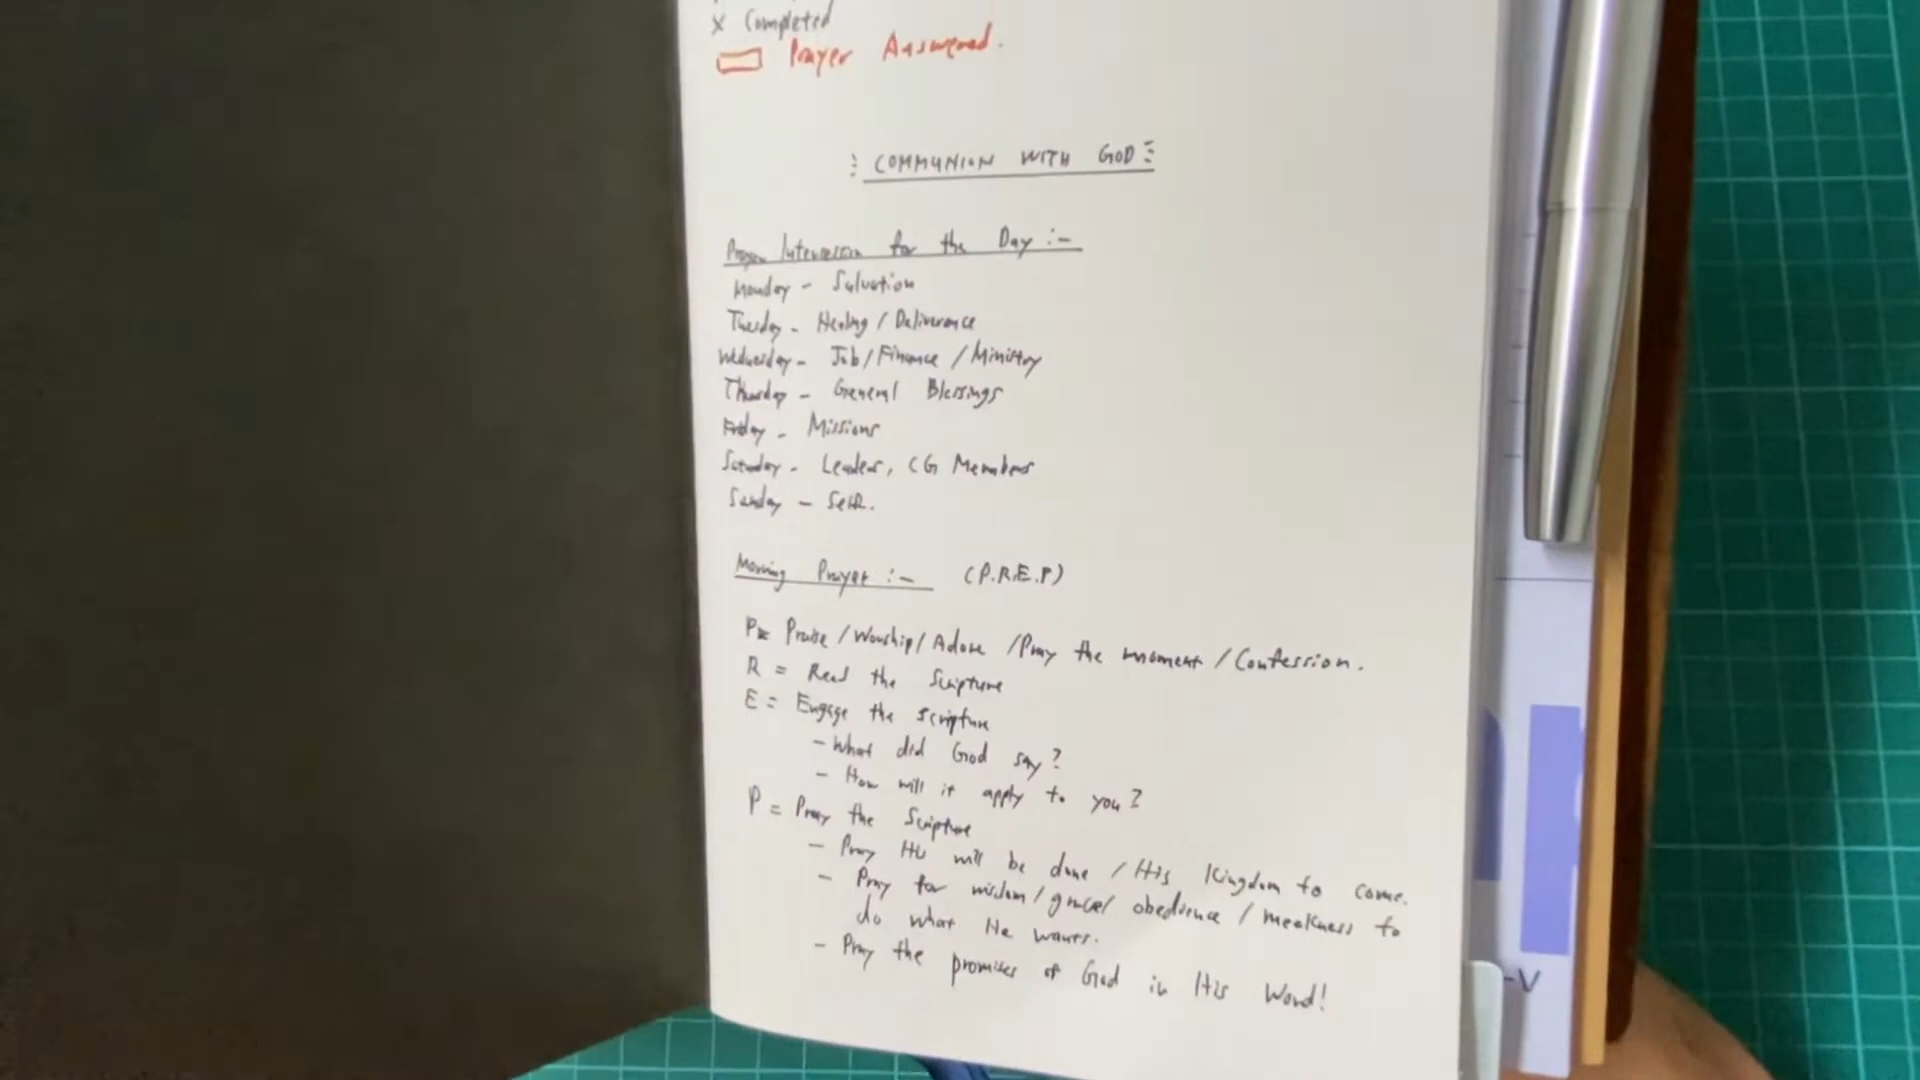 x Completed
Prayer Answered.
COMMUNION WITH GOD
Prayer Intercession for the Day :-
Monday - Salvation
Tuesday - Healing / Deliverance
Wednesday - Job / Finance / Ministry
Thursday - General Blessings
Friday - Missions
Saturday - Leaders, CG Members
Sunday - Self.
Morning Prayer :- (P.R.E.P)
P = Praise / Worship / Adore / Pray the moment / Confession.
R = Read the Scripture
E = Engage the scripture
- What did God say?
- How will it apply to you?
P = Pray the Scripture
- Pray His will be done / His Kingdom to come.
- Pray for wisdom / grace / obedience / meekness to
do what He wants.
- Pray the promises of God in His Word!
-V